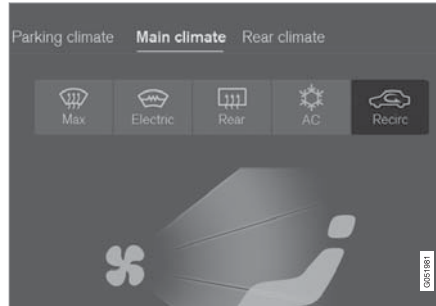 Parking climate Main climate Rear climate
Max Electric Rear AC Recirc
G051981